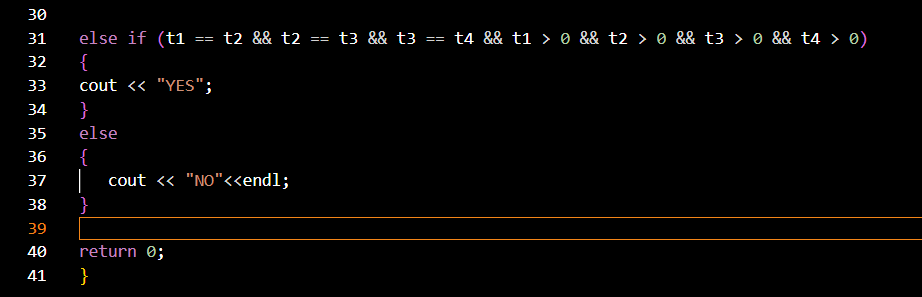 30
31 else if (t1 == t2 && t2 == t3 && t3 == t4 && t1 > 0 && t2 > 0 && t3 > 0 && t4 > 0)
32 {
33 cout << "YES";
34 }
35 else
36 {
37    cout << "NO"<<endl;
38 }
39
40 return 0;
41 }